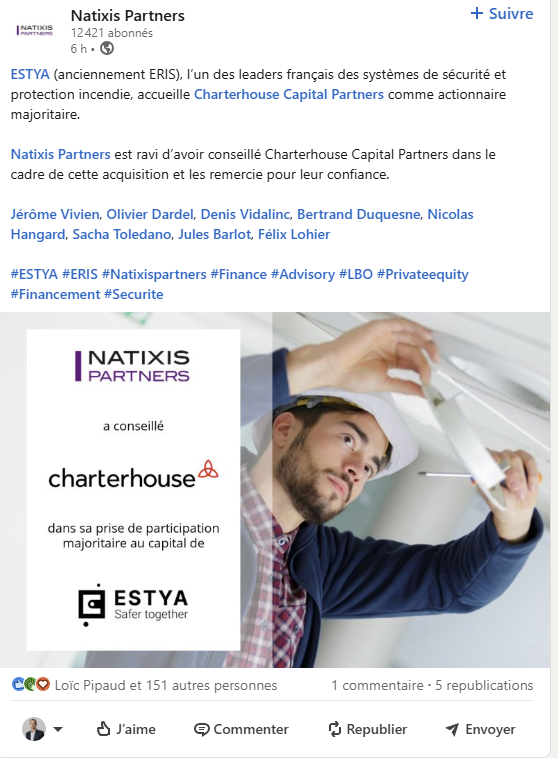 NATIXIS
PARTNERS
Natixis Partners
+ Suivre
12 421 abonnés
6 h •
ESTYA (anciennement ERIS), l’un des leaders français des systèmes de sécurité et
protection incendie, accueille Charterhouse Capital Partners comme actionnaire
majoritaire.
Natixis Partners est ravi d’avoir conseillé Charterhouse Capital Partners dans le
cadre de cette acquisition et les remercie pour leur confiance.
Jérôme Vivien, Olivier Dardel, Denis Vidalinc, Bertrand Duquesne, Nicolas
Hangard, Sacha Toledano, Jules Barlot, Félix Lohier
#ESTYA #ERIS #Natixispartners #Finance #Advisory #LBO #Privateequity
#Financement #Securite
NATIXIS
PARTNERS
a conseillé
charterhouse
dans sa prise de participation
majoritaire au capital de
ESTYA
Safer together
Loïc Pipaud et 151 autres personnes
1 commentaire · 5 republications
J’aime
Commenter
Republier
Envoyer